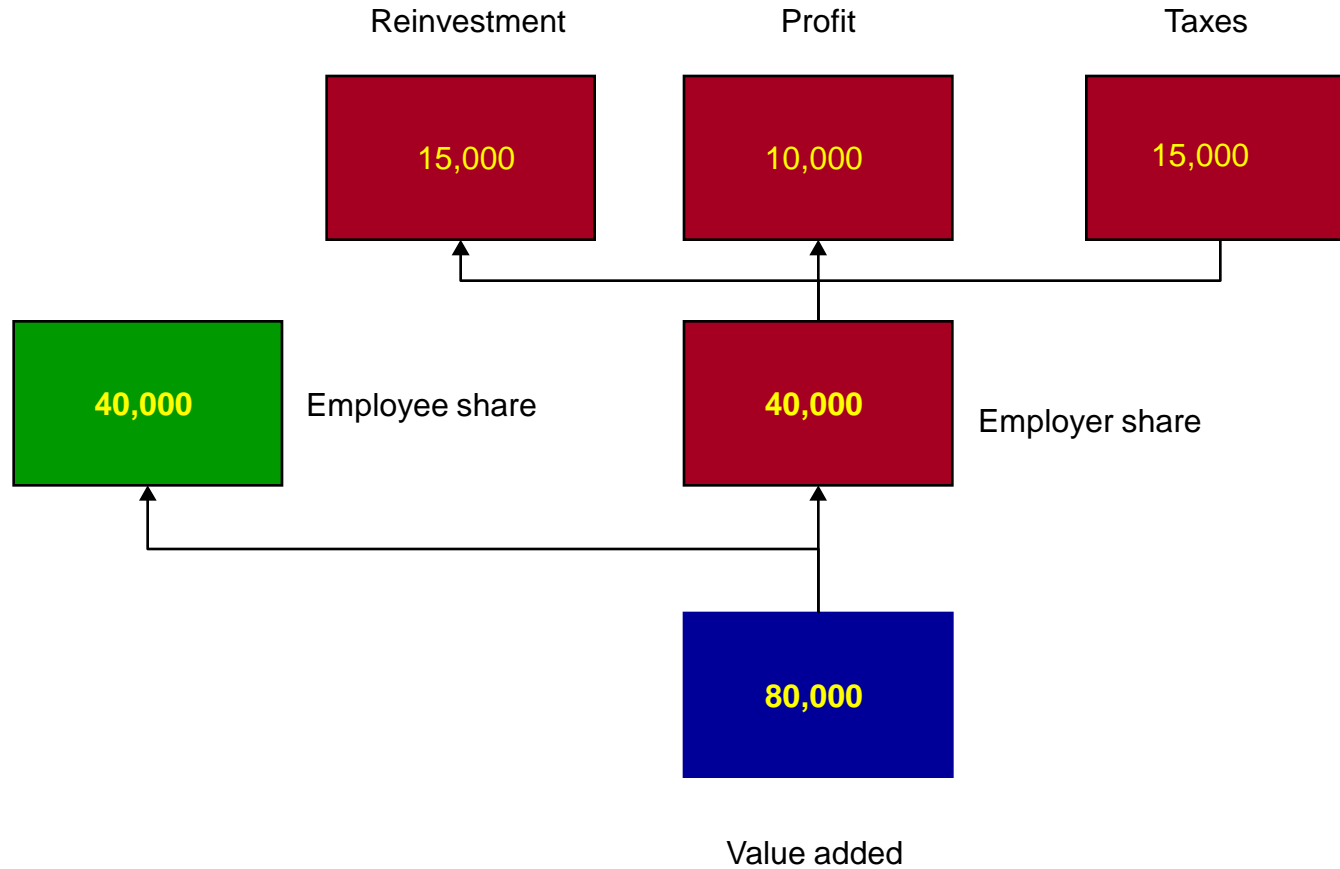 Reinvestment
Profit
Taxes
15,000
10,000
15,000
40,000
Employee share
40,000
Employer share
80,000
Value added